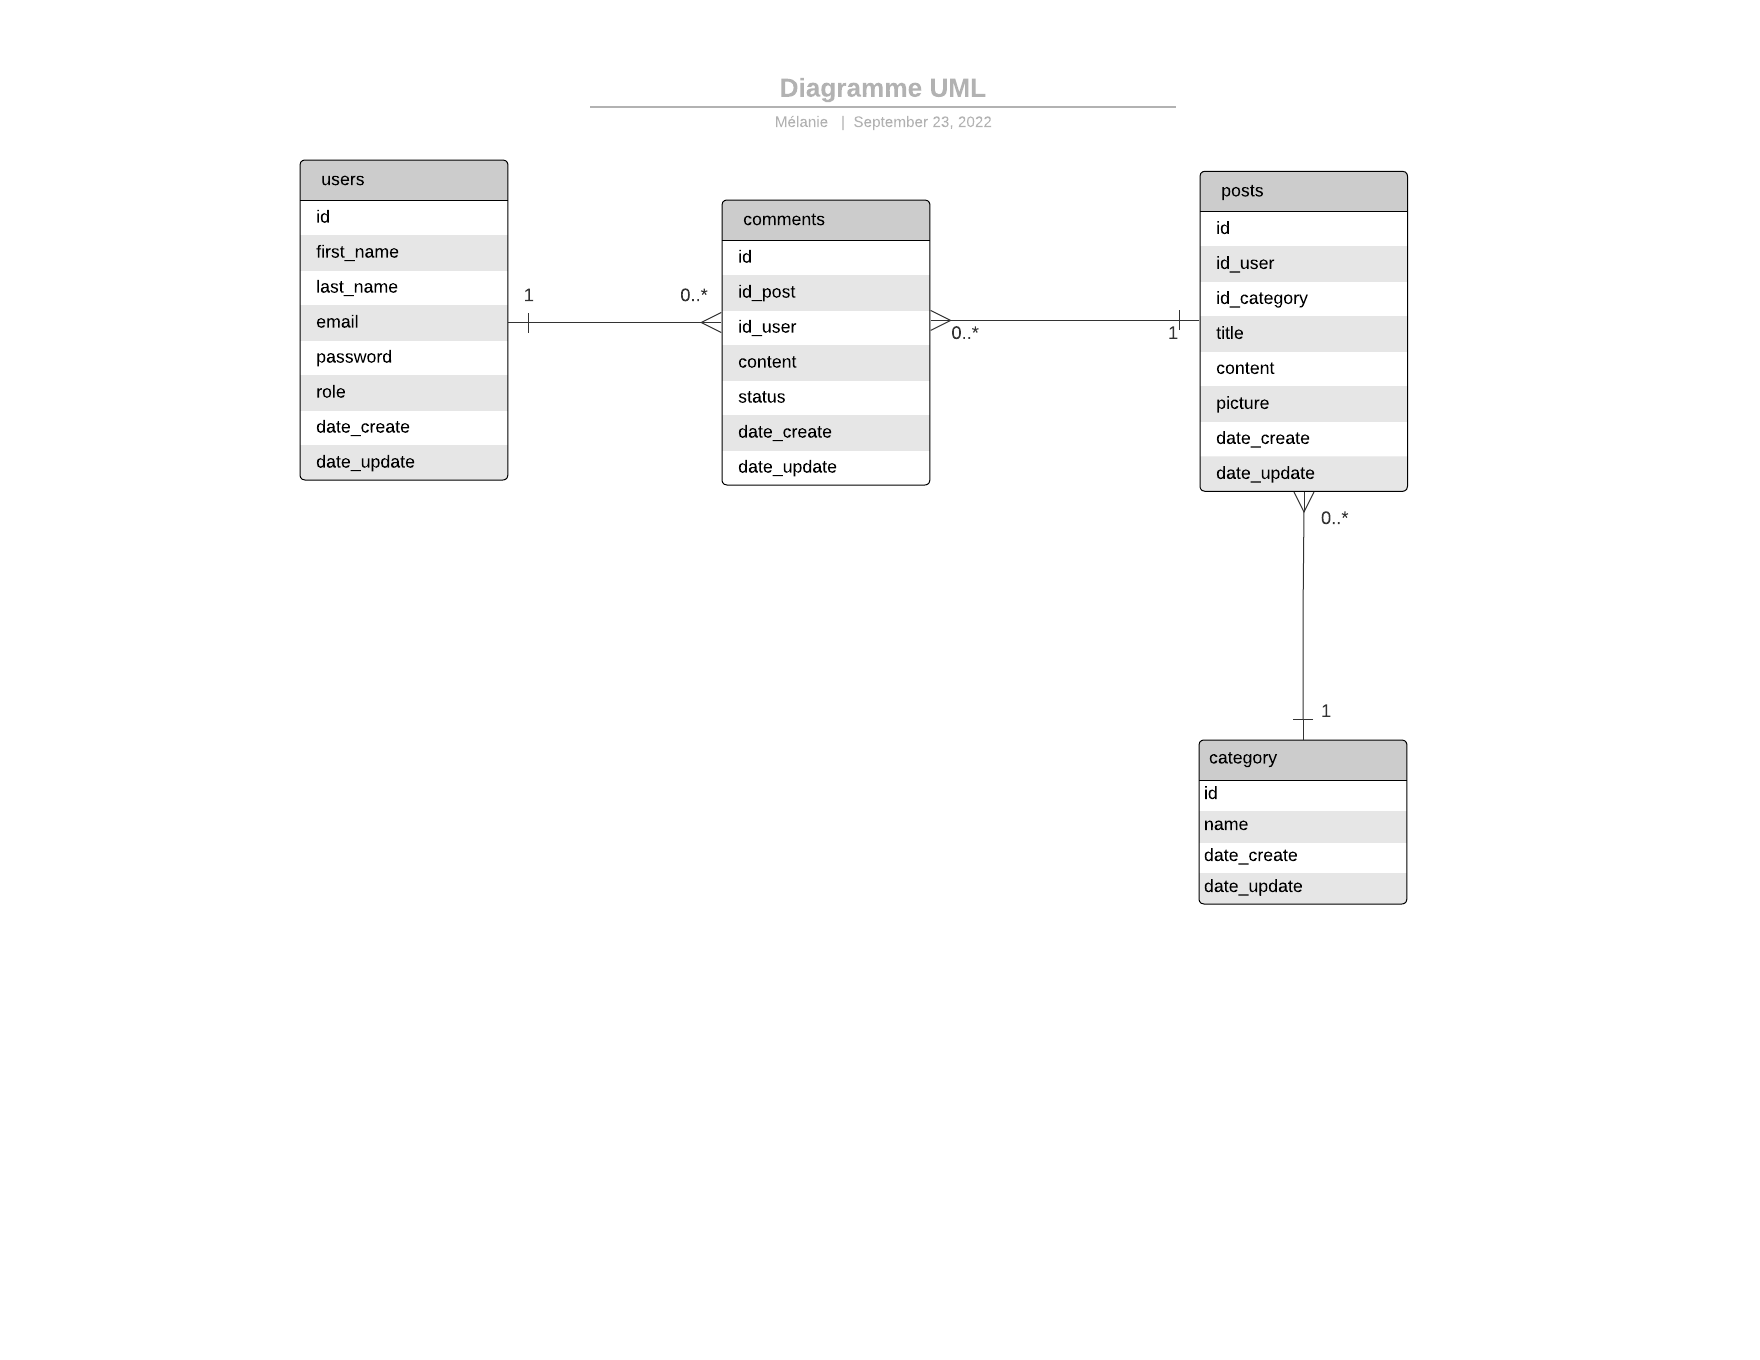 Diagramme UML
Mélanie | September 23, 2022
users
id
first_name
last_name
email
password
role
date_create
date_update
1
0..*
comments
id
id_post
id_user
content
status
date_create
date_update
0..*
1
posts
id
id_user
id_category
title
content
picture
date_create
date_update
0..*
1
category
id
name
date_create
date_update